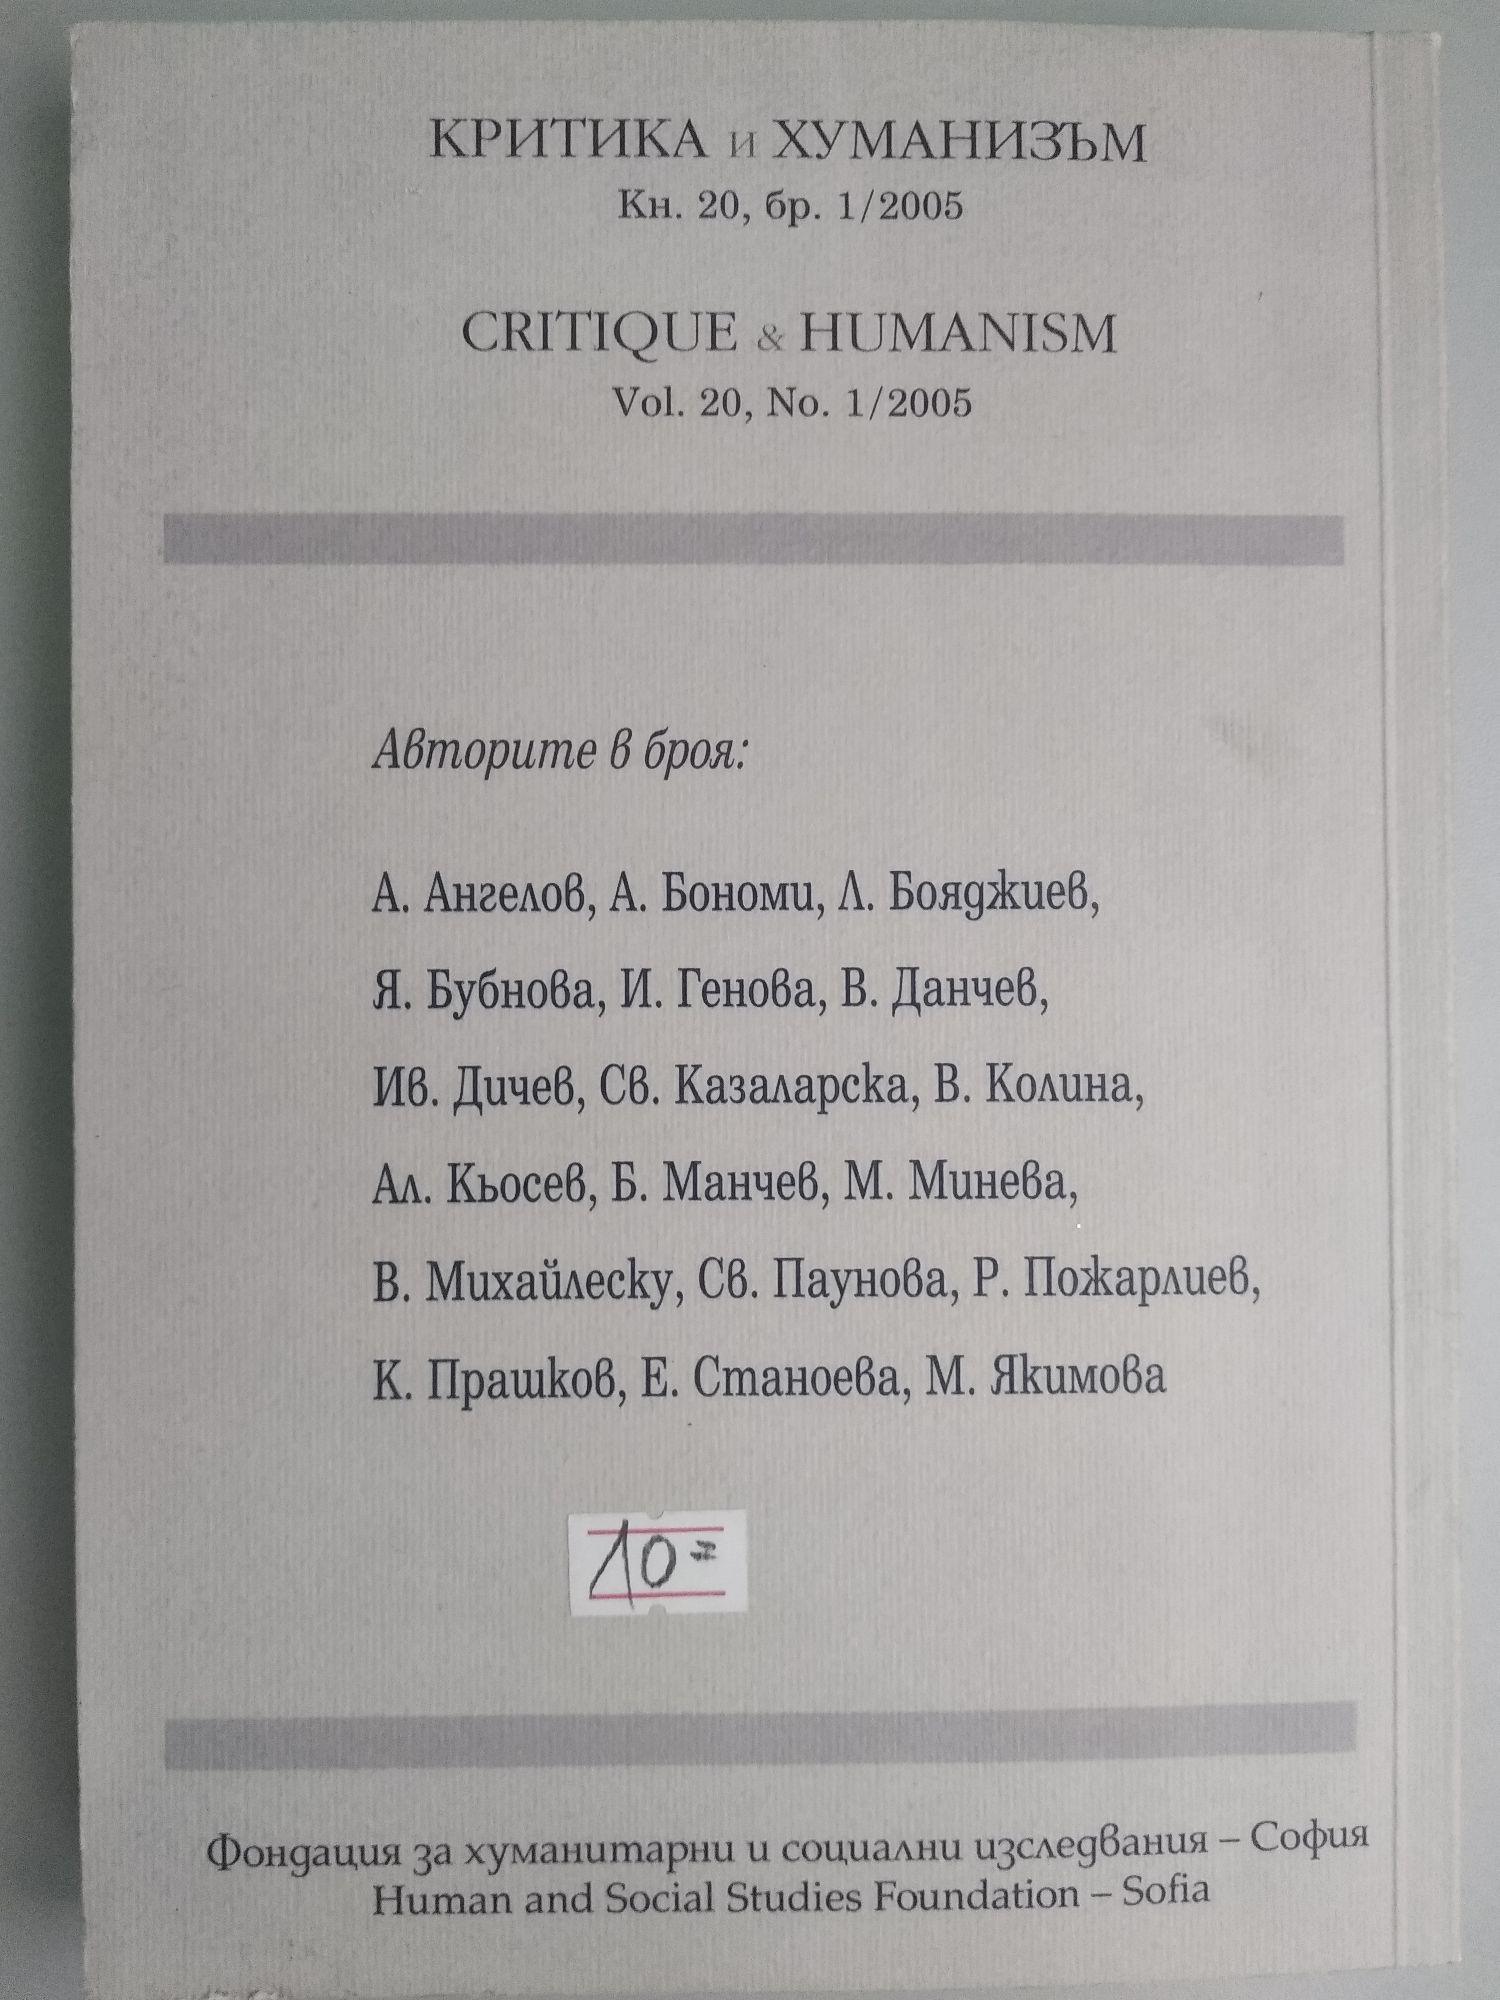 КРИТИКА и ХУМАНИЗЪМ
Кн. 20, бр. 1/2005
CRITIQUE & HUMANISM
Vol. 20, No. 1/2005
Авторите в броя:
А. Ангелов, А. Бономи, Л. Бояджиев,
Я. Бубнова, И. Генова, В. Данчев,
Ив. Дичев, Св. Казаларска, В. Колина,
Ал. Кьосев, Б. Манчев, М. Минева,
В. Михайлеску, Св. Паунова, Р. Пожарлиев,
К. Прашков, Е. Станоева, М. Якимова
10=
Фондация за хуманитарни и социални изследвания – София
Human and Social Studies Foundation – Sofia